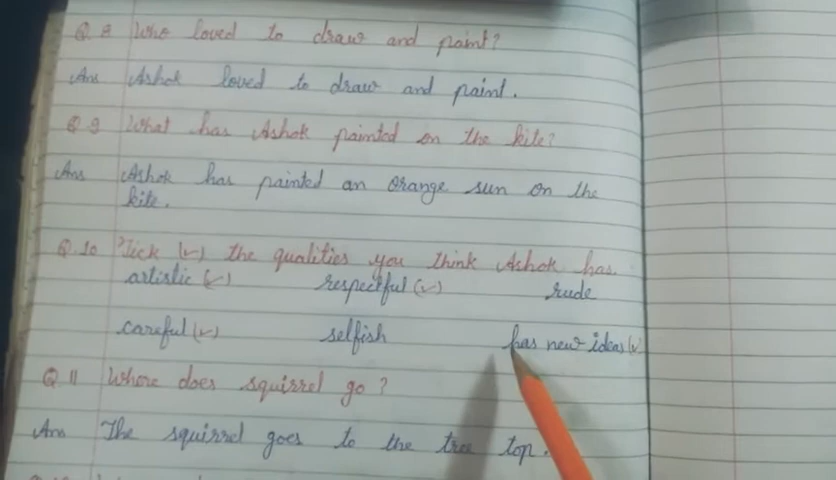 Q 8 Who loved to draw and paint?
Ans Ashok loved to draw and paint.
Q 9 What has Ashok painted on the kite?
Ans Ashok has painted an orange sun on the
kite.
Q.10 Tick (✓) the qualities you think Ashok has.
artistic (✓) respectful (✓) rude
careful (✓) selfish has new ideas (✓
Q 11 Where does squirrel go?
Ans The squirrel goes to the tree top.